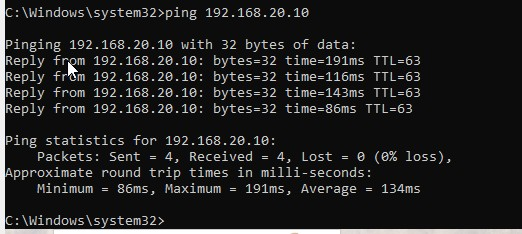 C:\Windows\system32>ping 192.168.20.10
Pinging 192.168.20.10 with 32 bytes of data:
Reply from 192.168.20.10: bytes=32 time=191ms TTL=63
Reply from 192.168.20.10: bytes=32 time=116ms TTL=63
Reply from 192.168.20.10: bytes=32 time=143ms TTL=63
Reply from 192.168.20.10: bytes=32 time=86ms TTL=63
Ping statistics for 192.168.20.10:
Packets: Sent = 4, Received = 4, Lost = 0 (0% loss),
Approximate round trip times in milli-seconds:
Minimum = 86ms, Maximum = 191ms, Average = 134ms
C:\Windows\system32>